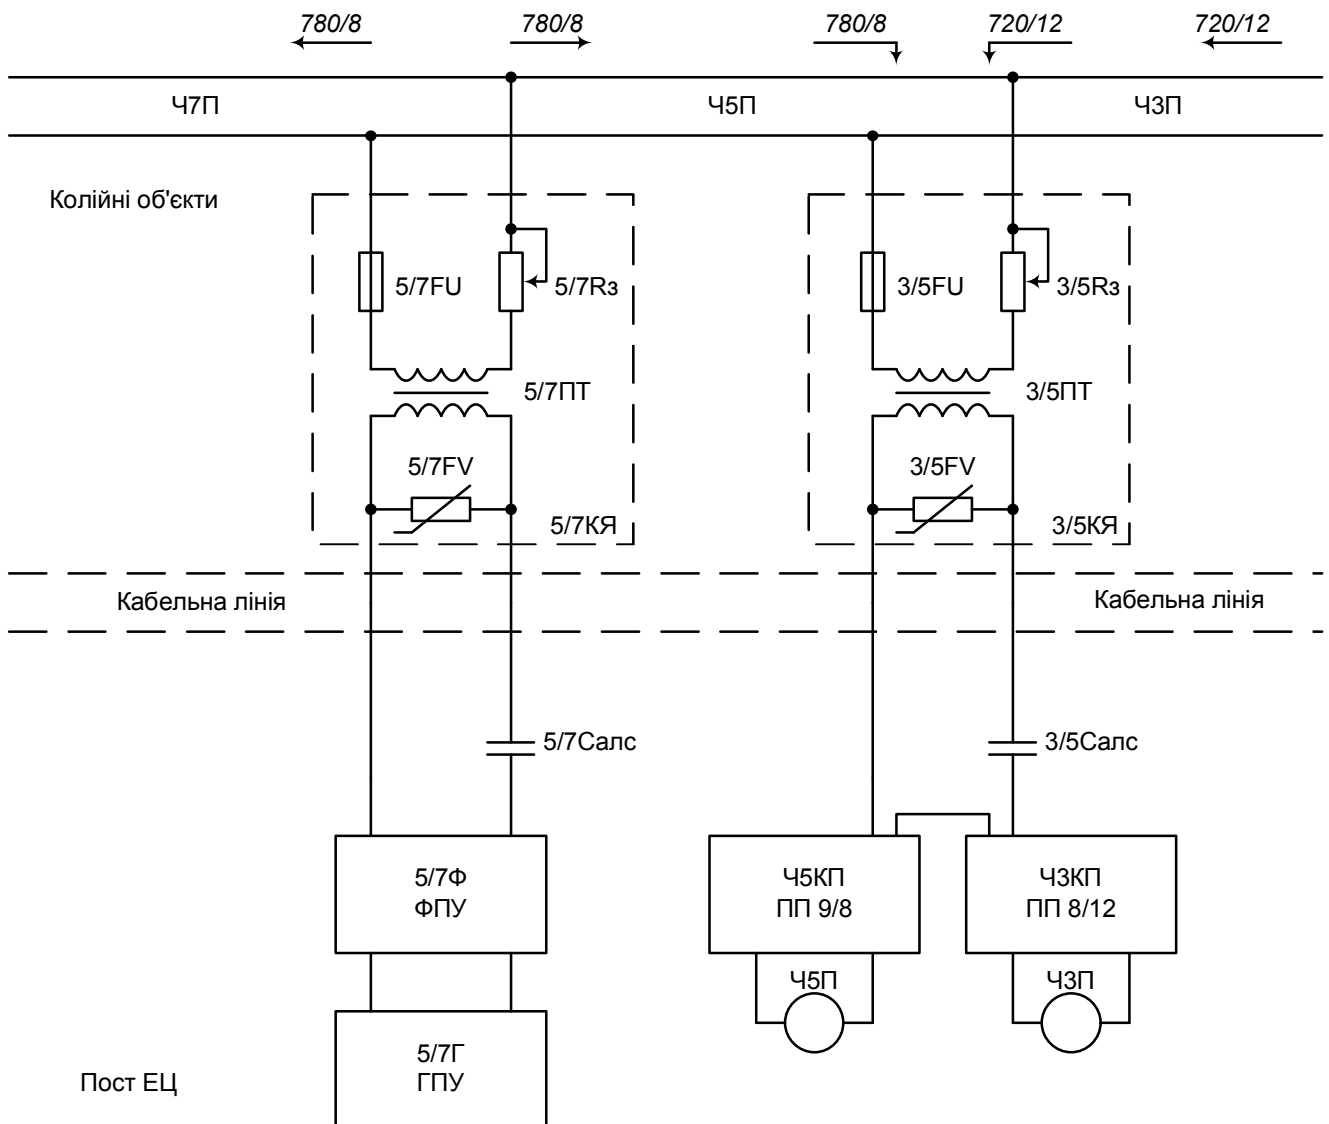 780/8 780/8 780/8 720/12 720/12
Ч7П Ч5П Ч3П
Колійні об'єкти
5/7FU 5/7Rз 3/5FU 3/5Rз
5/7ПТ 3/5ПТ
5/7FV 3/5FV
5/7КЯ 3/5КЯ
Кабельна лінія Кабельна лінія
5/7Салс 3/5Салс
5/7Ф Ч5КП Ч3КП
ФПУ ПП 9/8 ПП 8/12
Ч5П Ч3П
5/7Г
Пост ЕЦ ГПУ